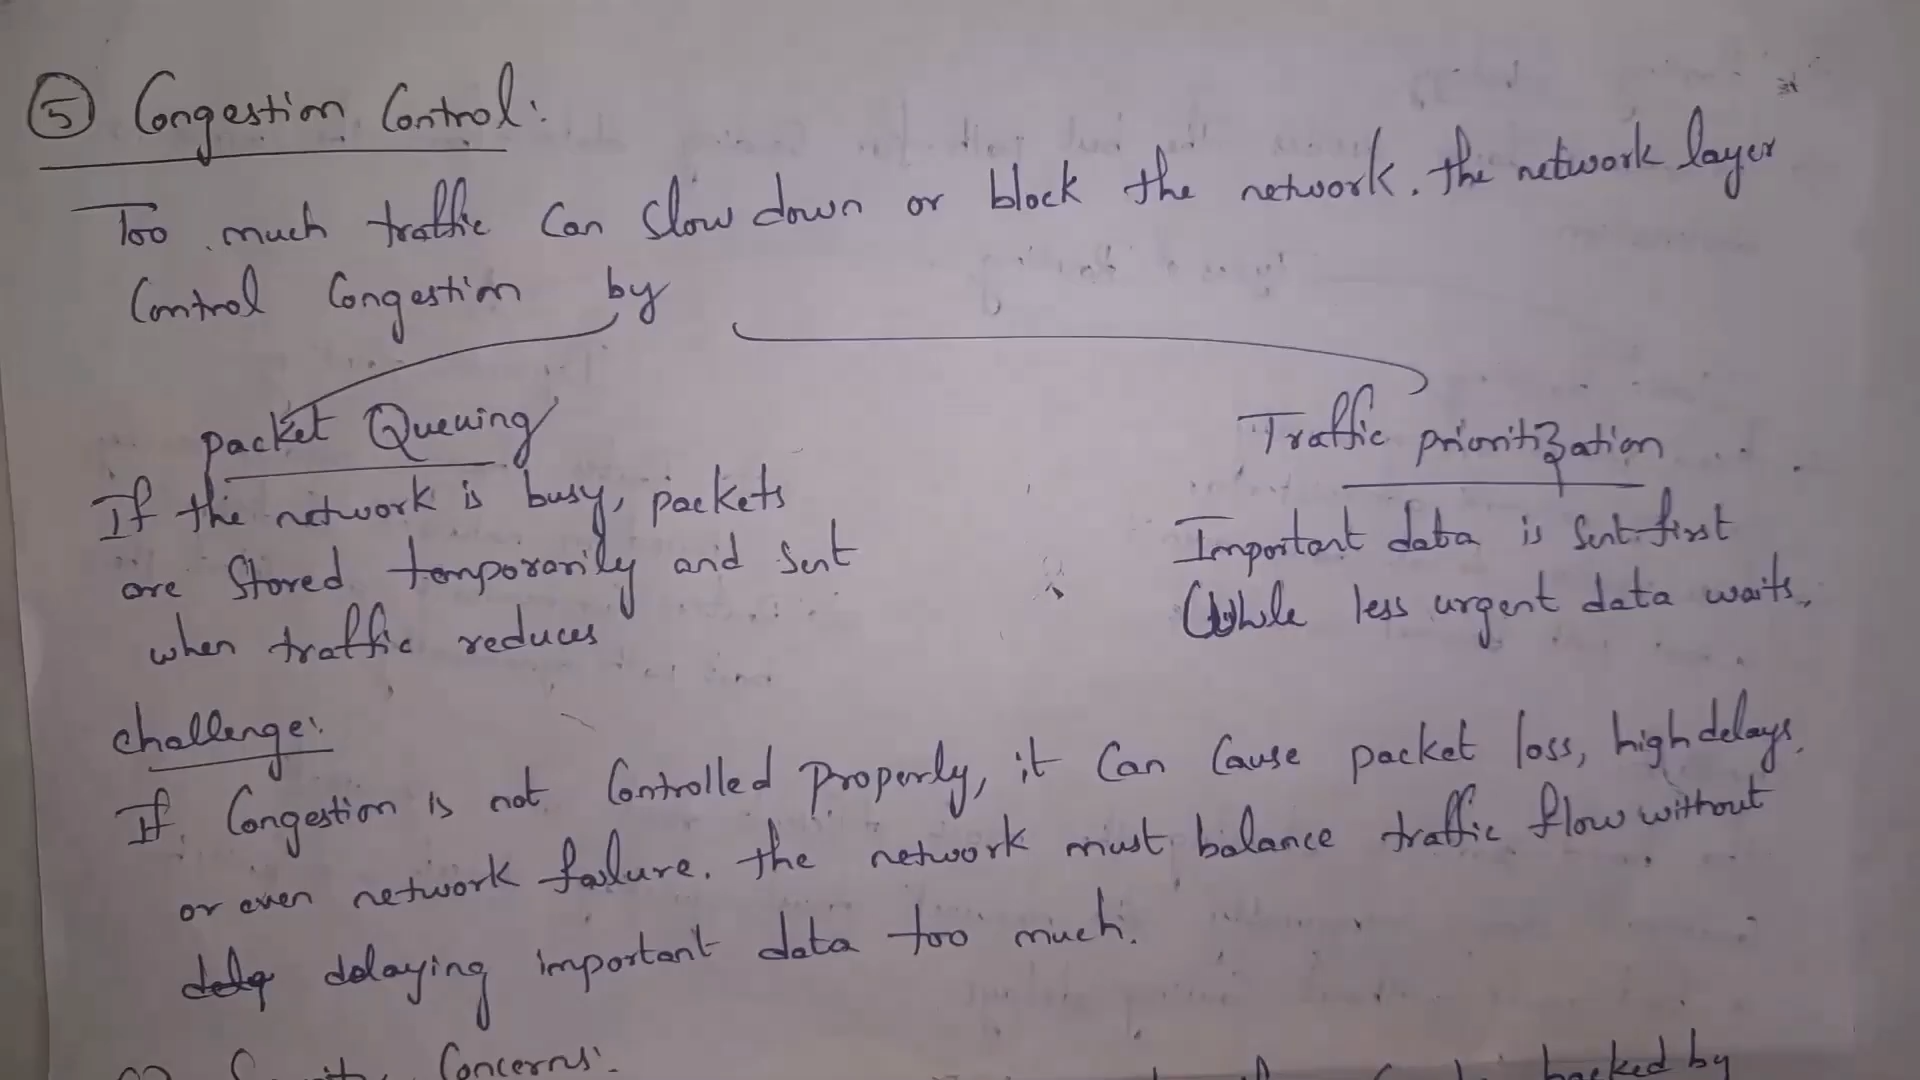 ⑤ Congestion Control:
Too much traffic can slow down or block the network. the network layer
Control Congestion by
packet Queuing
If the network is busy, packets
are stored temporarily and sent
when traffic reduces
Traffic prioritization
Important data is sent first
While less urgent data waits.
challenge:
If Congestion is not Controlled properly, it can cause packet loss, high delays,
or even network failure. the network must balance traffic flow without
delaying important data too much.
Concerns:
by